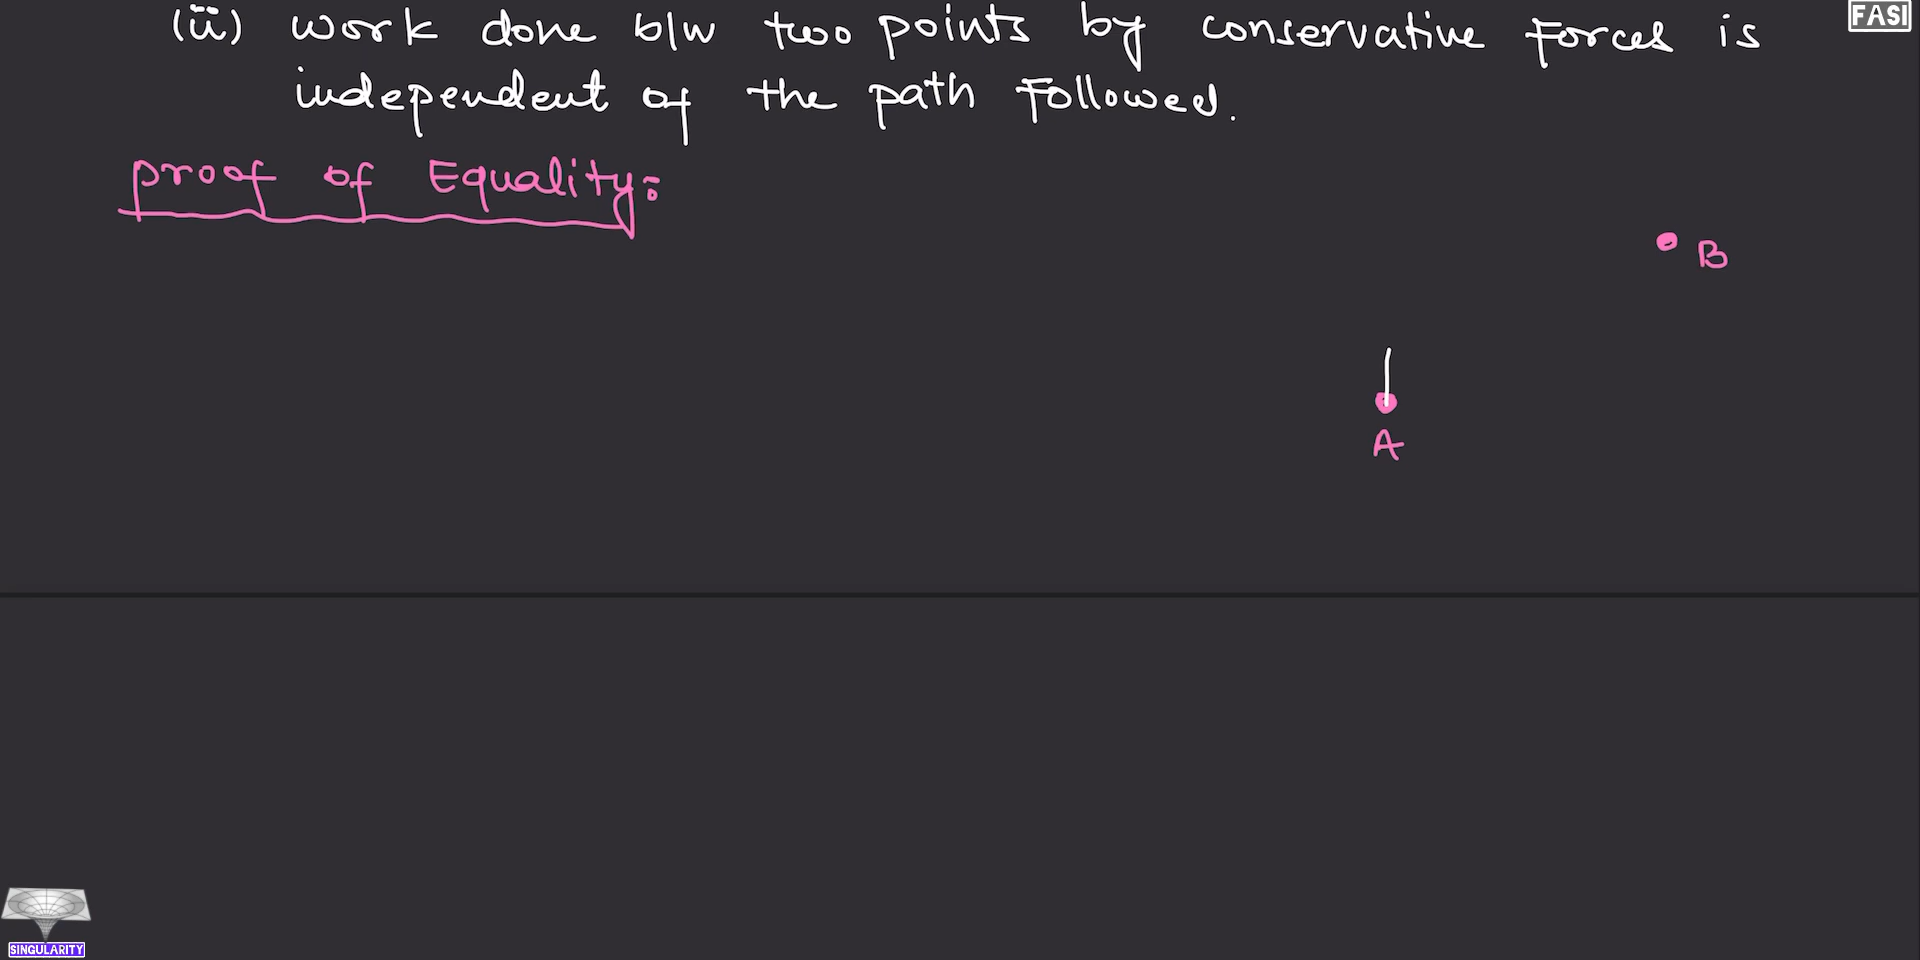 (ii) work done b/w two points by conservative Forces is
independent of the path Followed.
Proof of Equality:
B
A
FASI
SINGULARITY